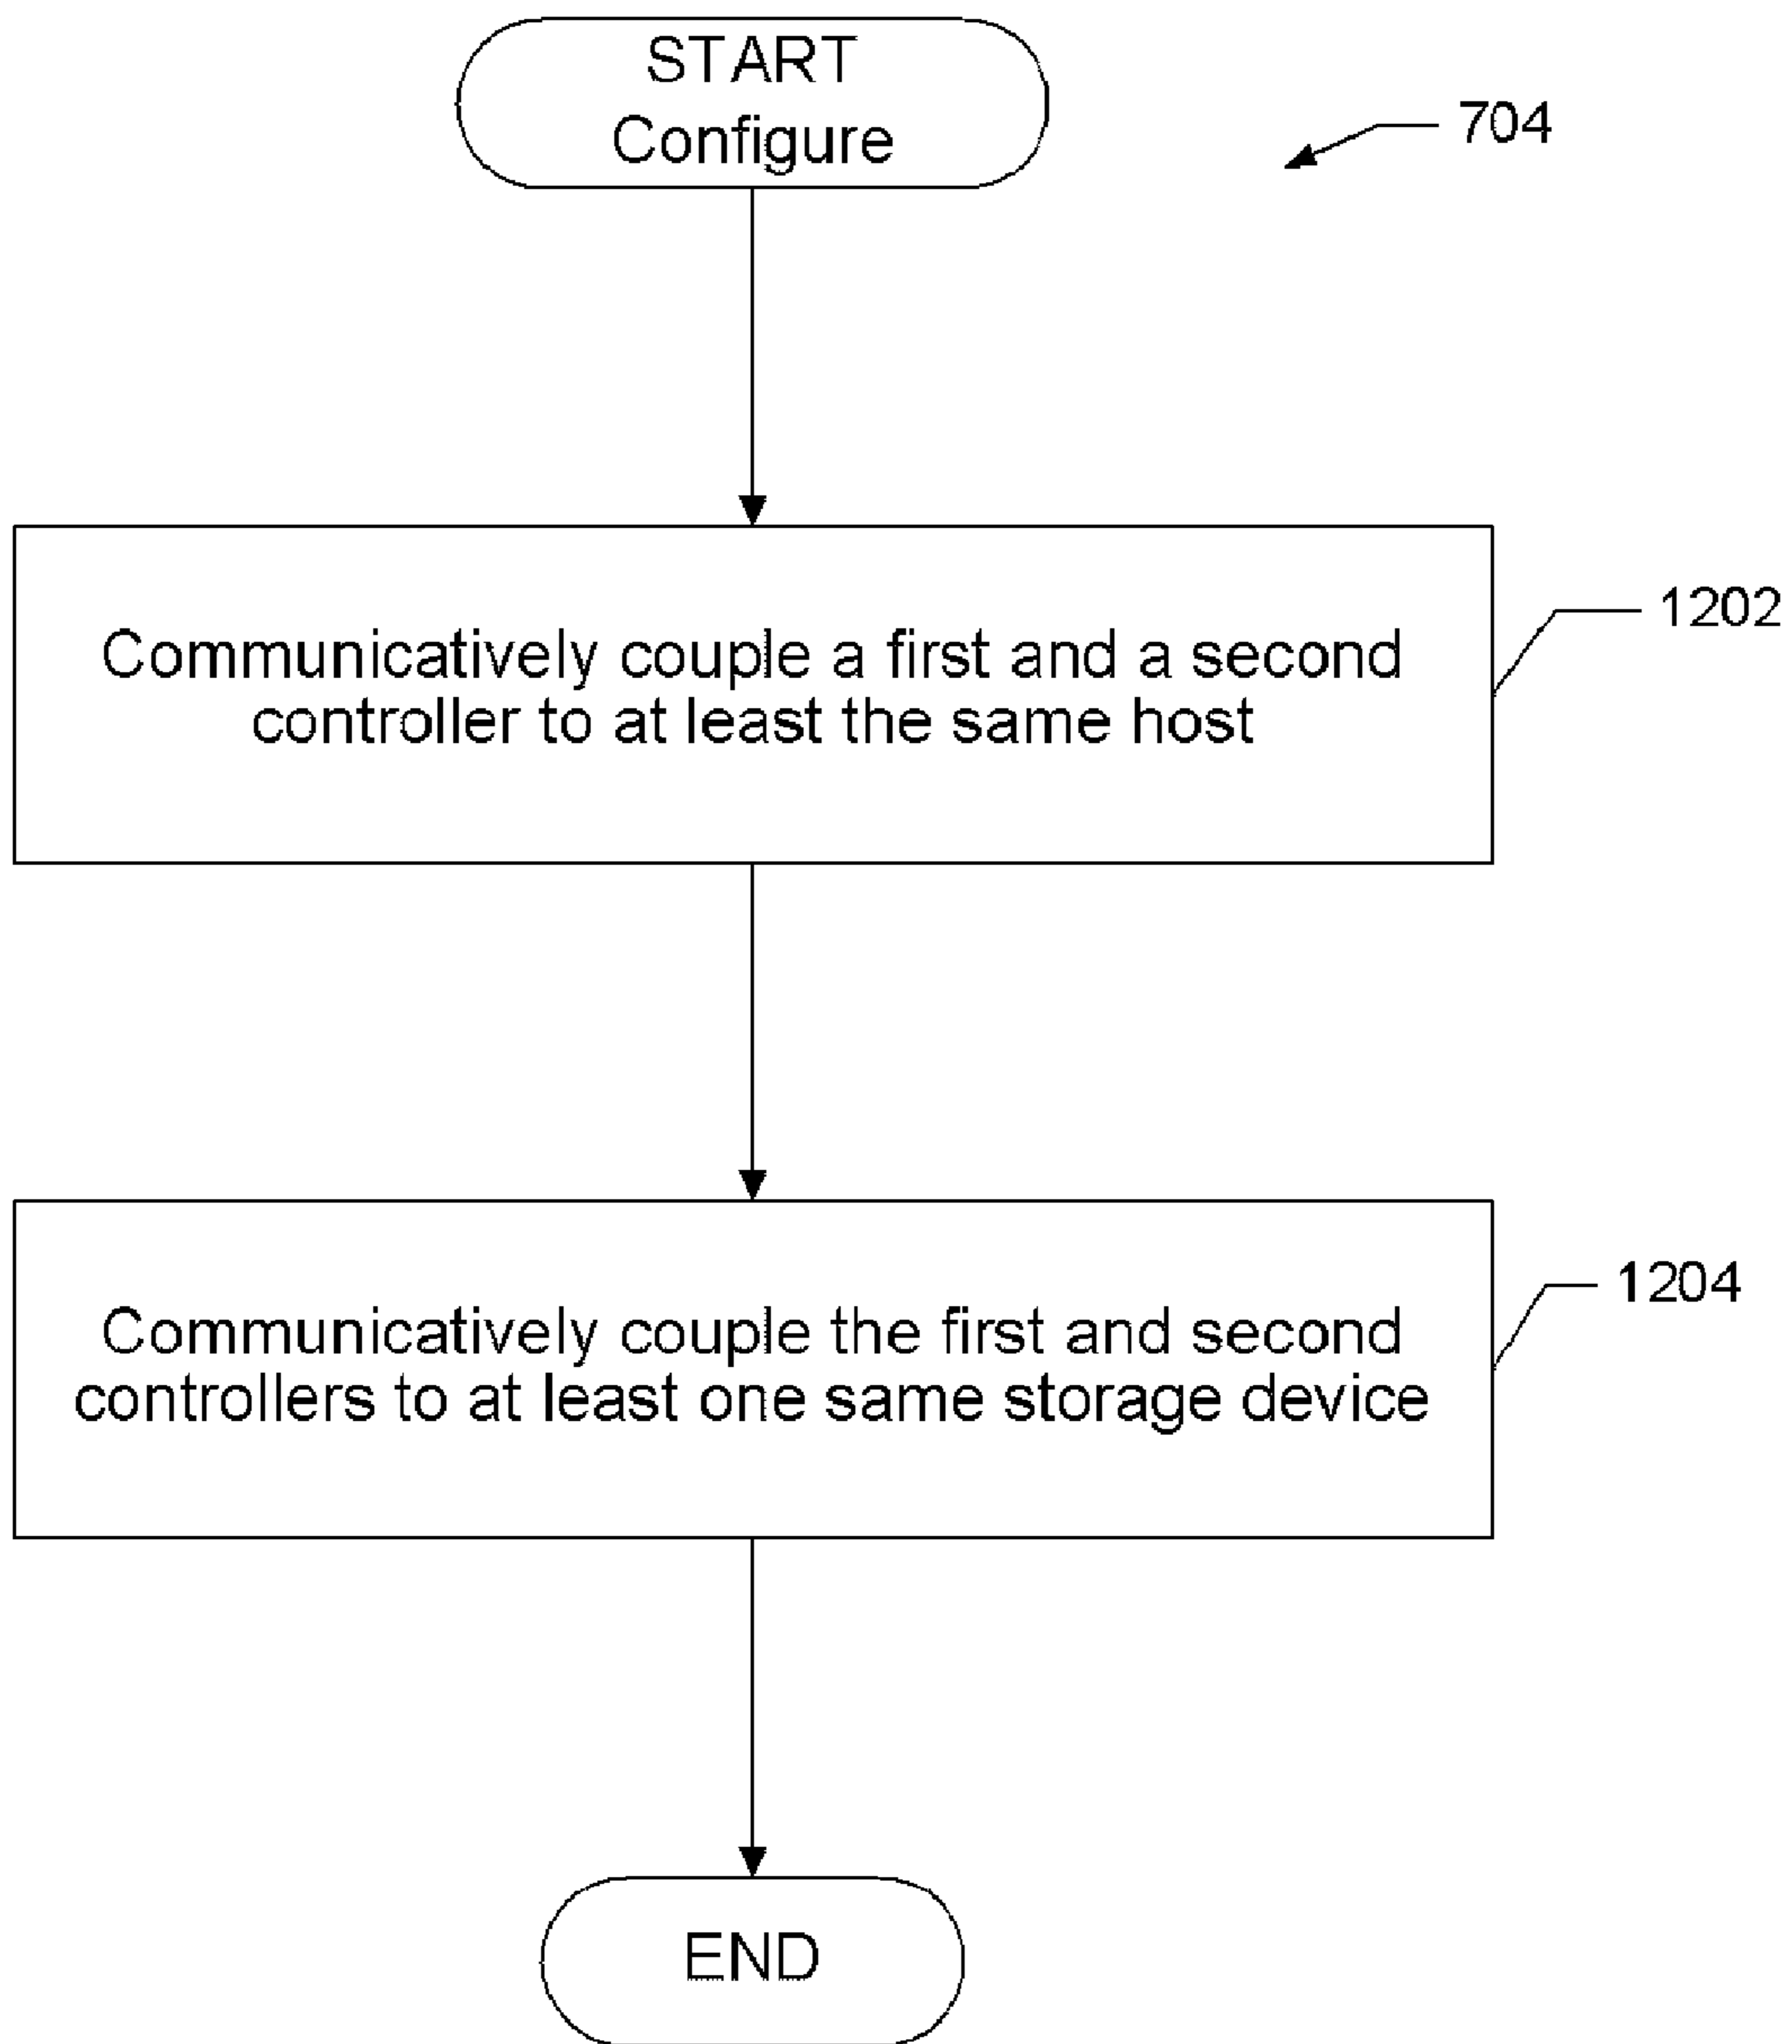 START
Configure
704
Communicatively couple a first and a second
controller to at least the same host
1202
Communicatively couple the first and second
controllers to at least one same storage device
1204
END